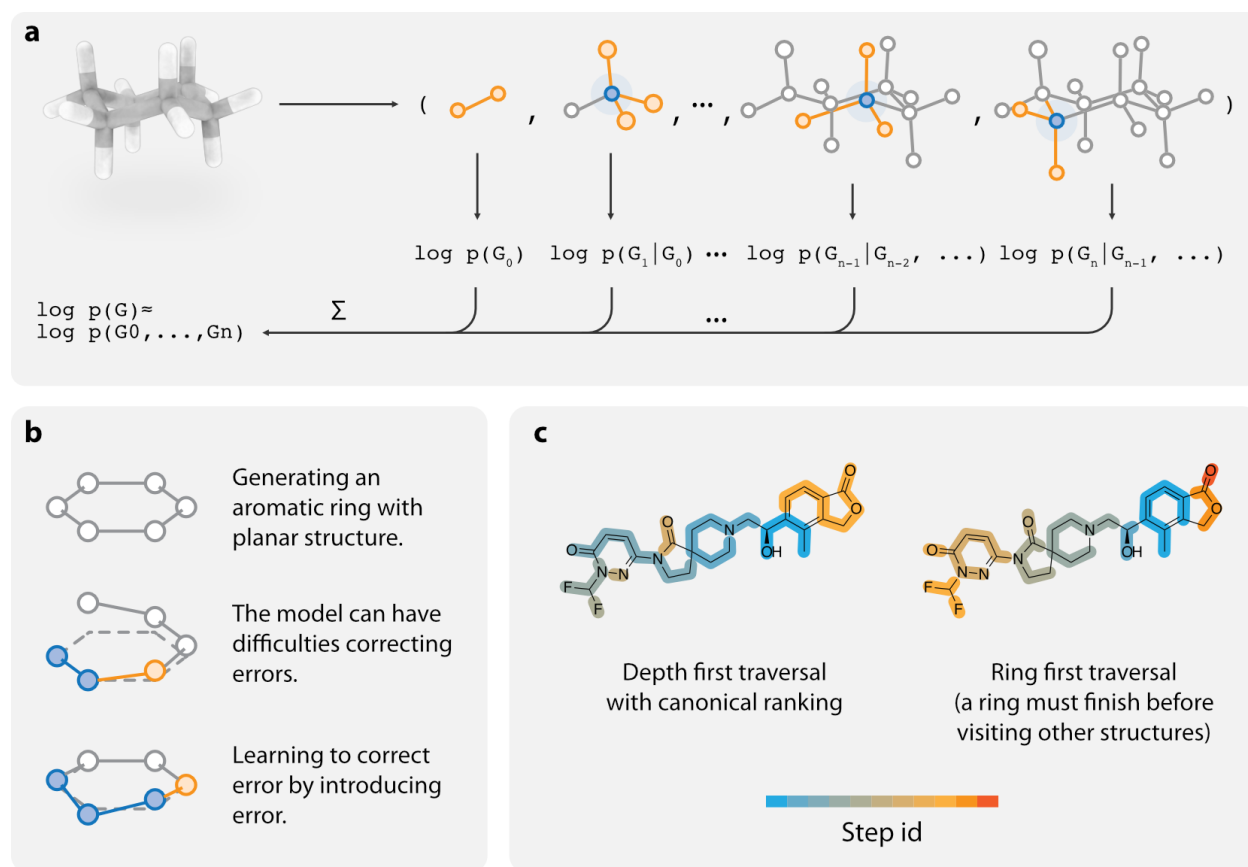 a
( , , ... , , )
log p(G₀) log p(G₁|G₀) ... log p(Gₙ₋₁|Gₙ₋₂, ...) log p(Gₙ|Gₙ₋₁, ...)
log p(G)≈
log p(G0,...,Gn)
Σ
...
b
Generating an
aromatic ring with
planar structure.
The model can have
difficulties correcting
errors.
Learning to correct
error by introducing
error.
c
O
O
O
N
OH
O
N
N
N
F
F
Depth first traversal
with canonical ranking
O
O
O
N
OH
O
N
N
N
F
F
Ring first traversal
(a ring must finish before
visiting other structures)
Step id